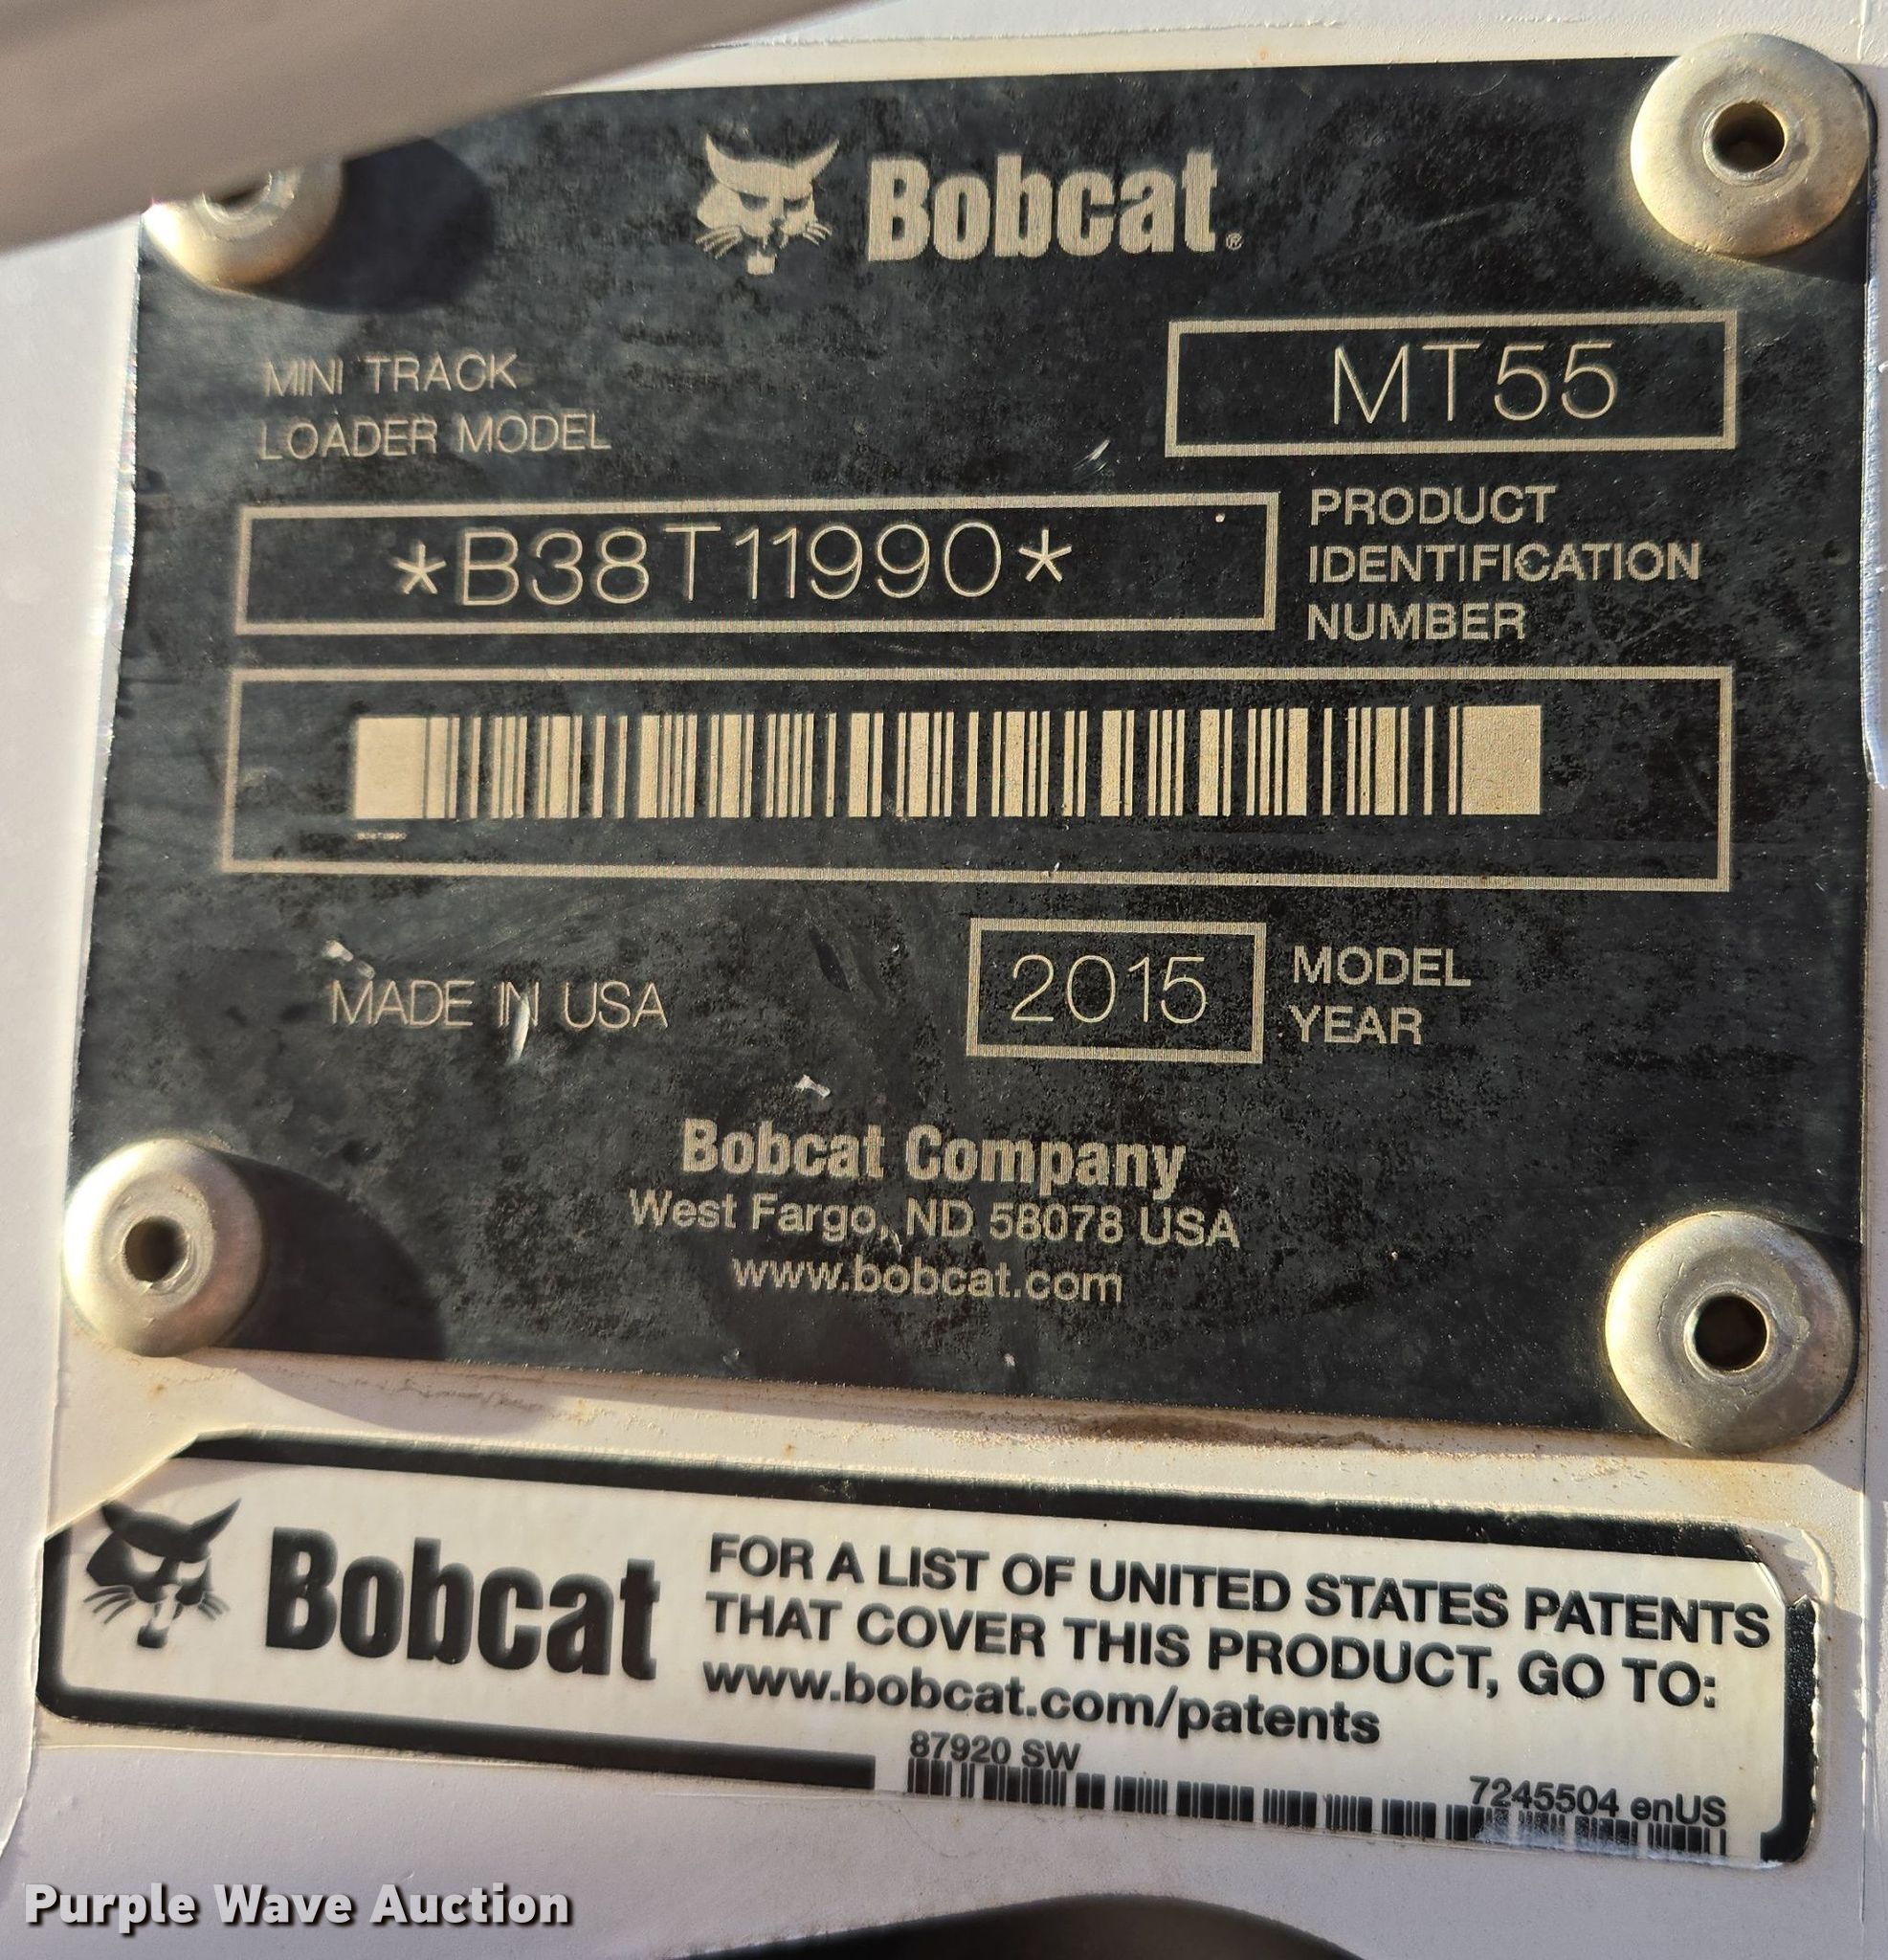 Bobcat®
MINI TRACK
LOADER MODEL
MT55
*B38T11990*
PRODUCT
IDENTIFICATION
NUMBER
MADE IN USA
2015
MODEL
YEAR
Bobcat Company
West Fargo, ND 58078 USA
www.bobcat.com
Bobcat
FOR A LIST OF UNITED STATES PATENTS
THAT COVER THIS PRODUCT, GO TO:
www.bobcat.com/patents
87920 SW
7245504 enUS
Purple Wave Auction